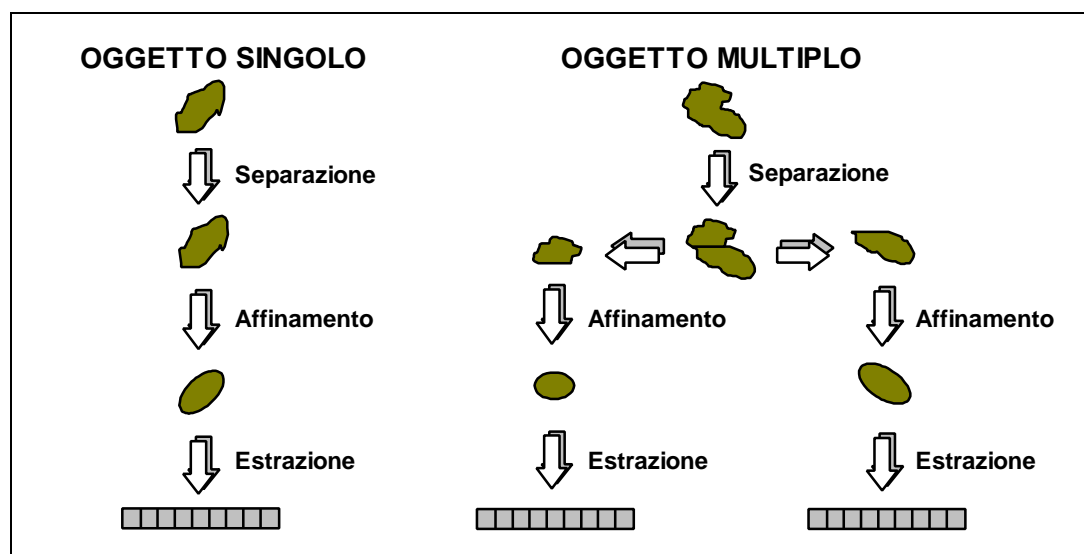 OGGETTO SINGOLO
OGGETTO MULTIPLO
Separazione
Separazione
Affinamento
Affinamento
Affinamento
Estrazione
Estrazione
Estrazione